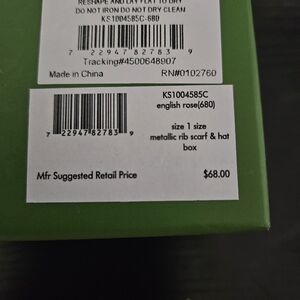 RESHAPE AND LAY FLAT TO DRY
DO NOT IRON DO NOT DRY CLEAN
KS1004585C-680
7 22947 82783 9
Tracking#4500648907
Made in China RN#0102760
KS1004585C
english rose(680)
7 22947 82783 9
size 1 size
metallic rib scarf & hat
box
Mfr Suggested Retail Price $68.00